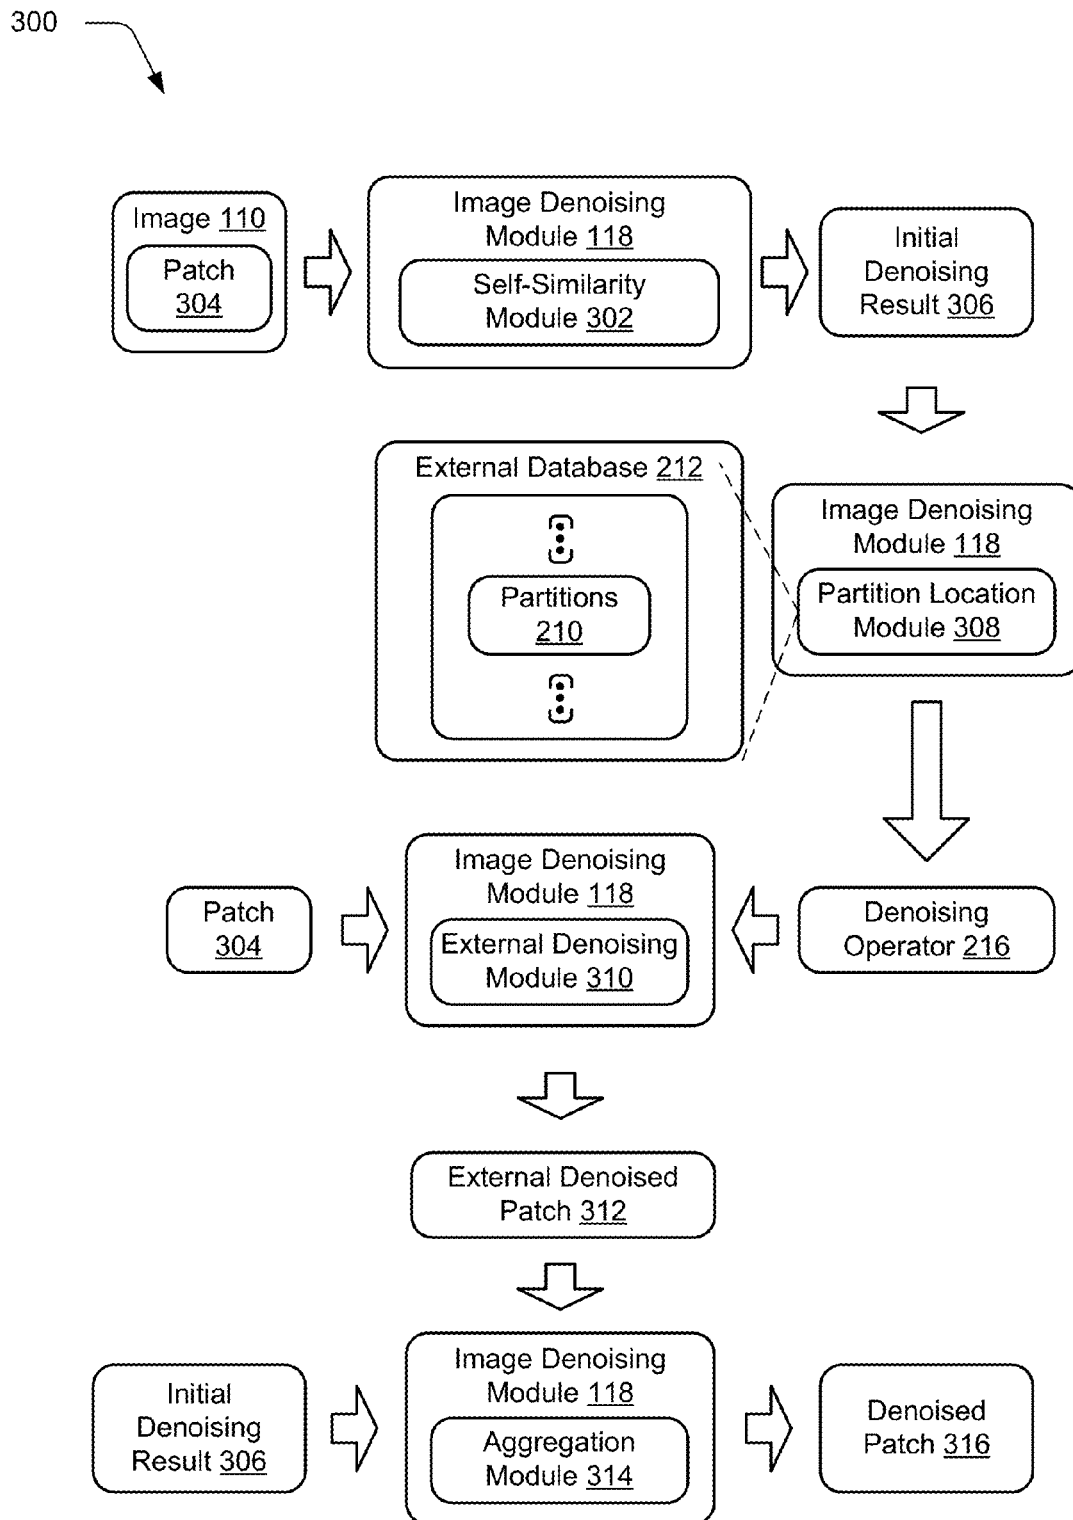 300
Image 110
Patch
304
Image Denoising
Module 118
Self-Similarity
Module 302
Initial
Denoising
Result 306
External Database 212
Partitions
210
Image Denoising
Module 118
Partition Location
Module 308
Patch
304
Image Denoising
Module 118
External Denoising
Module 310
Denoising
Operator 216
External Denoised
Patch 312
Initial
Denoising
Result 306
Image Denoising
Module 118
Aggregation
Module 314
Denoised
Patch 316